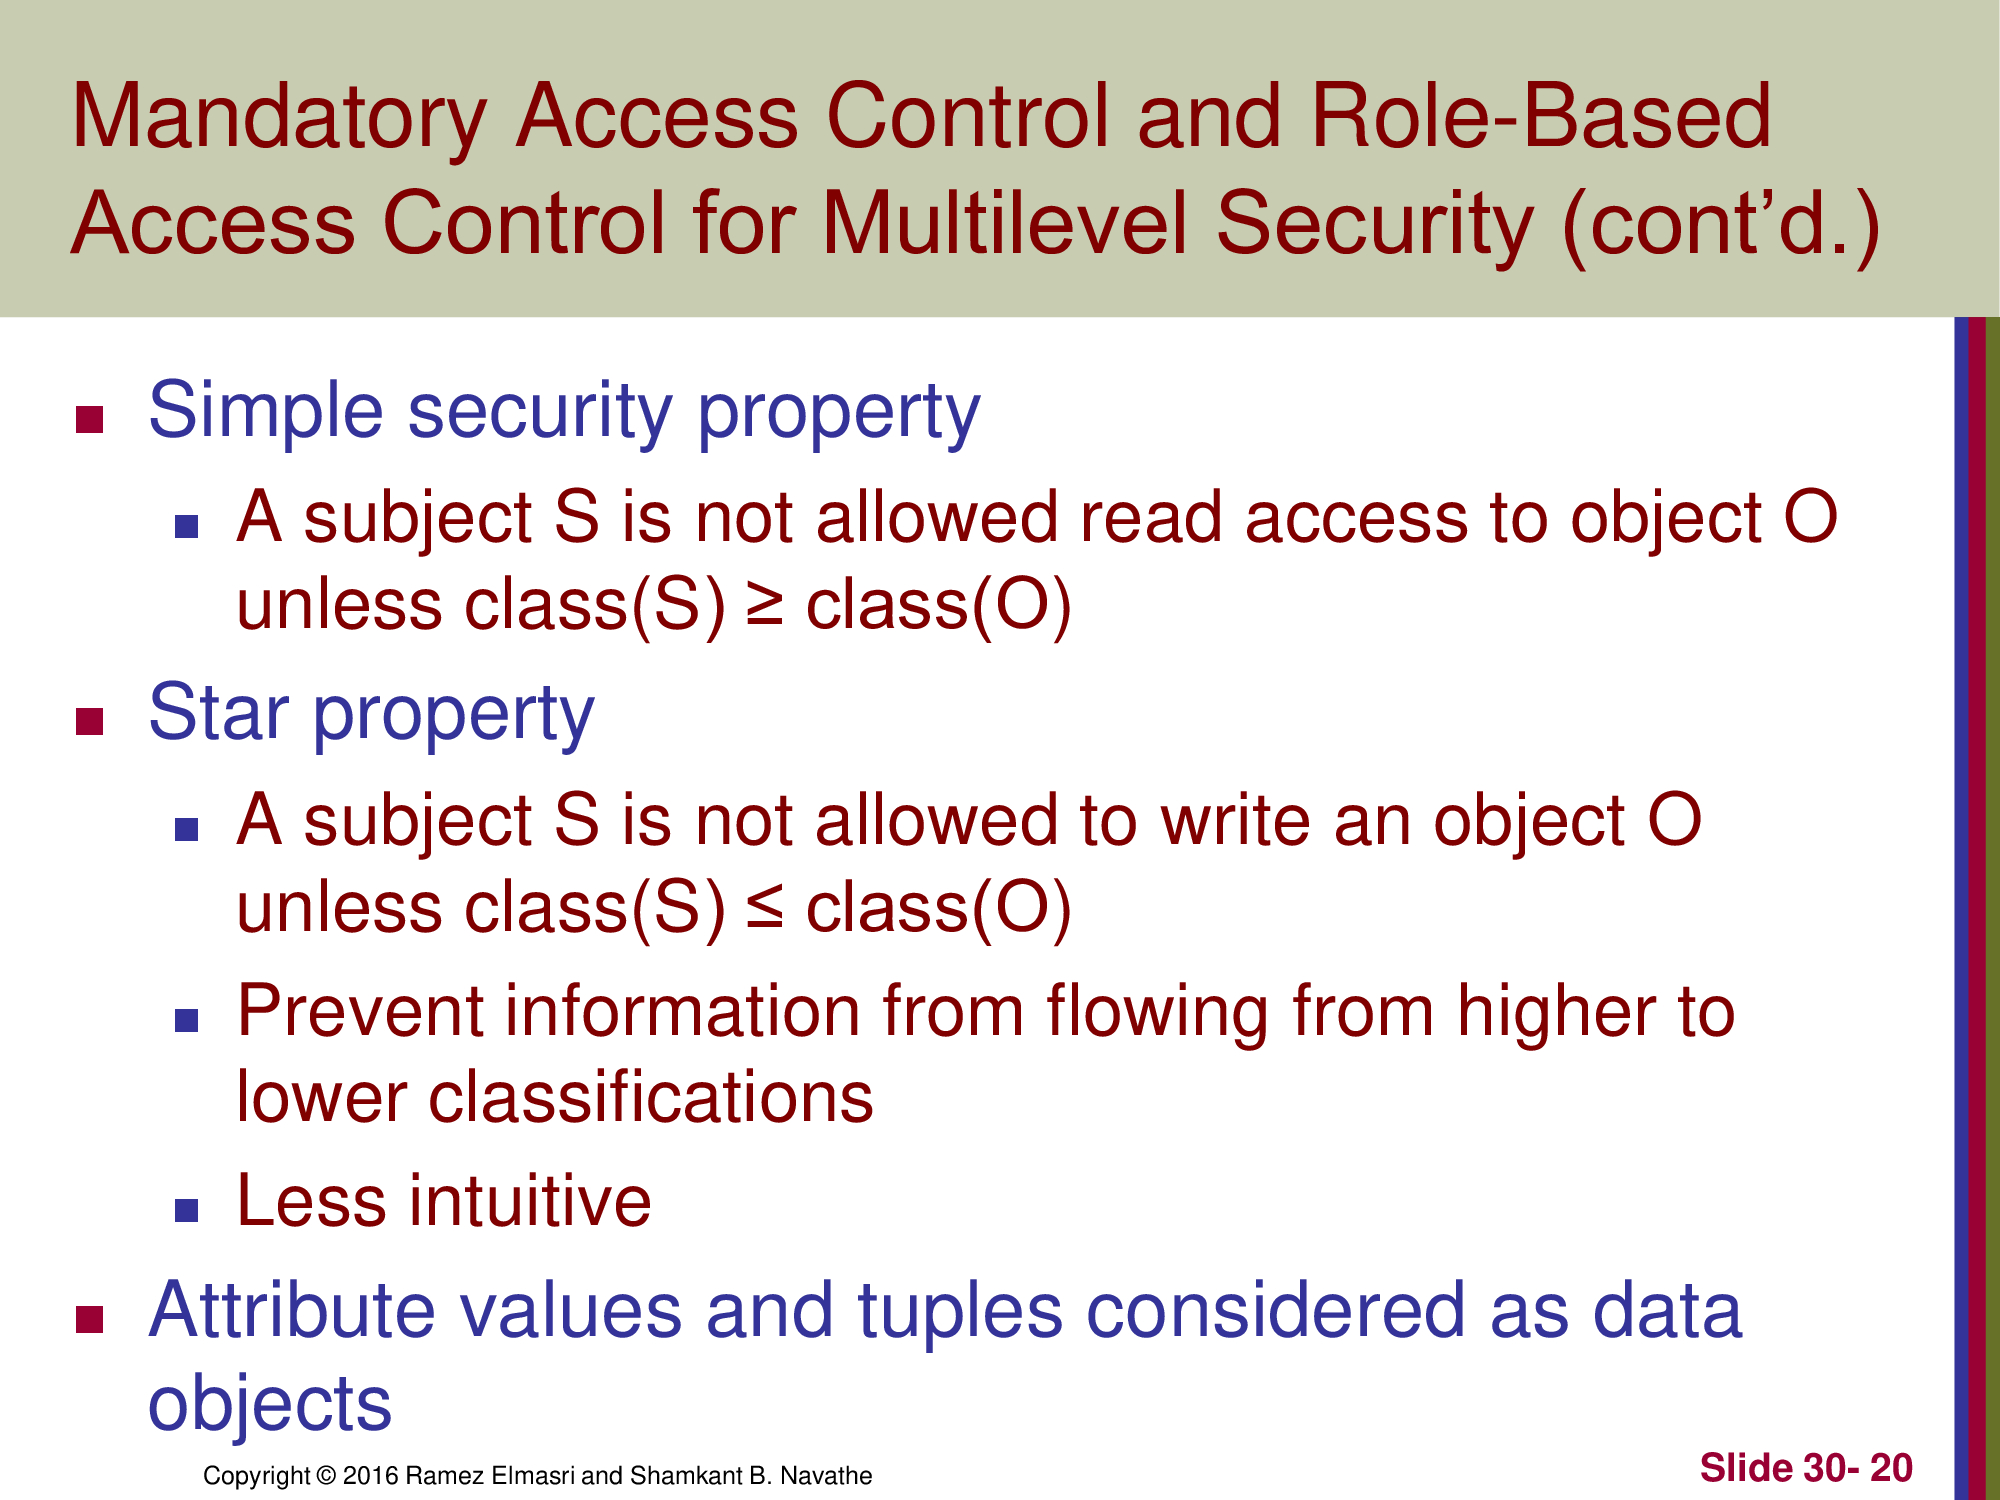 Mandatory Access Control and Role-Based
Access Control for Multilevel Security (cont’d.)
Simple security property
A subject S is not allowed read access to object O
unless class(S) ≥ class(O)
Star property
A subject S is not allowed to write an object O
unless class(S) ≤ class(O)
Prevent information from flowing from higher to
lower classifications
Less intuitive
Attribute values and tuples considered as data
objects
Copyright © 2016 Ramez Elmasri and Shamkant B. Navathe
Slide 30- 20